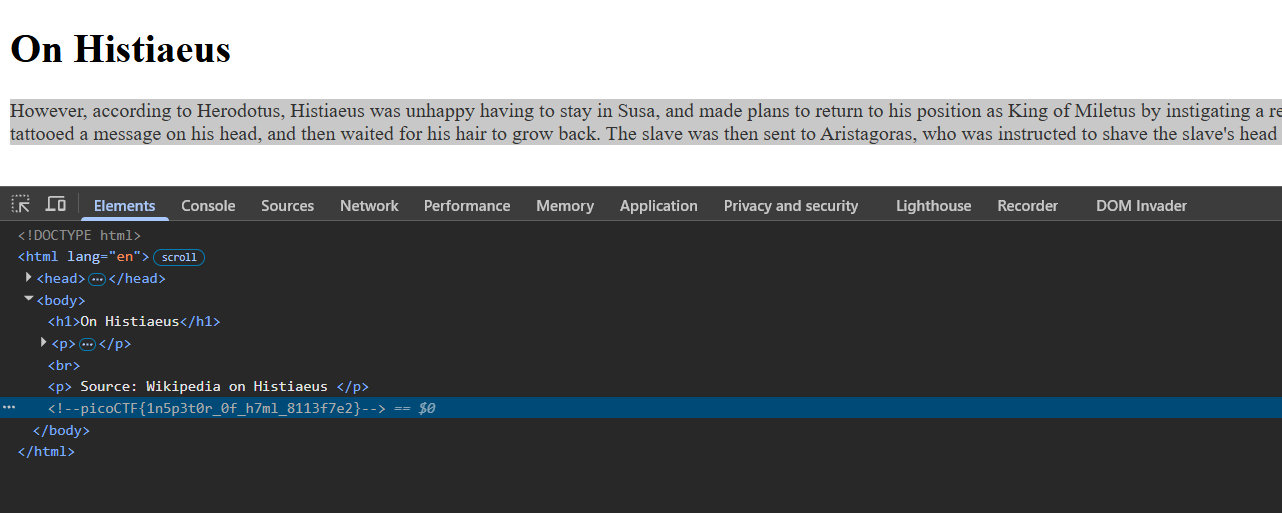 On Histiaeus
However, according to Herodotus, Histiaeus was unhappy having to stay in Susa, and made plans to return to his position as King of Miletus by instigating a re
tattooed a message on his head, and then waited for his hair to grow back. The slave was then sent to Aristagoras, who was instructed to shave the slave's head
Elements Console Sources Network Performance Memory Application Privacy and security Lighthouse Recorder DOM Invader
<!DOCTYPE html>
<html lang="en"> scroll
<head> ••• </head>
<body>
<h1>On Histiaeus</h1>
<p> ••• </p>
<br>
<p> Source: Wikipedia on Histiaeus </p>
<!--picoCTF{1n5p3t0r_0f_h7ml_8113f7e2}--> == $0
</body>
</html>